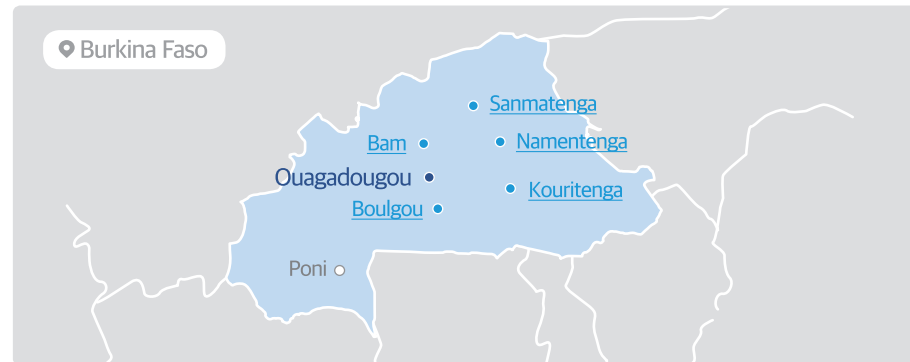 Burkina Faso
Sanmatenga
Bam
Namentenga
Ouagadougou
Kouritenga
Boulgou
Poni